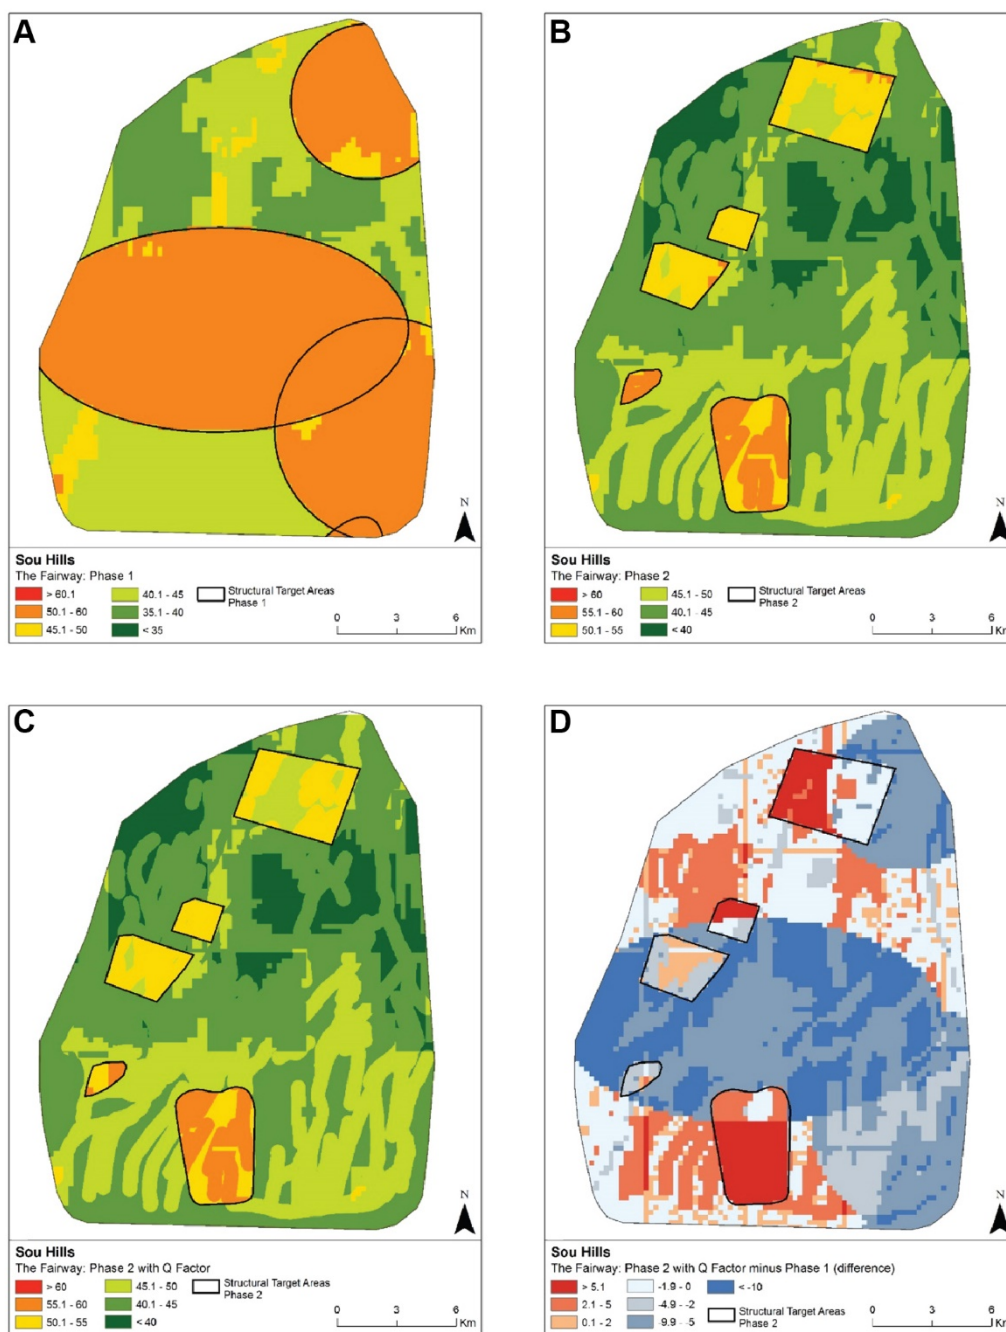 A
N
Sou Hills
The Fairway: Phase 1
> 60.1
50.1 - 60
45.1 - 50
40.1 - 45
35.1 - 40
< 35
Structural Target Areas
Phase 1
0 3 6
Km
B
N
Sou Hills
The Fairway: Phase 2
> 60
55.1 - 60
50.1 - 55
45.1 - 50
40.1 - 45
< 40
Structural Target Areas
Phase 2
0 3 6
Km
C
N
Sou Hills
The Fairway: Phase 2 with Q Factor
> 60
55.1 - 60
50.1 - 55
45.1 - 50
40.1 - 45
< 40
Structural Target Areas
Phase 2
0 3 6
Km
D
N
Sou Hills
The Fairway: Phase 2 with Q Factor minus Phase 1 (difference)
> 5.1
2.1 - 5
0.1 - 2
-1.9 - 0
-4.9 - -2
-9.9 - -5
< -10
Structural Target Areas
Phase 2
0 3 6
Km